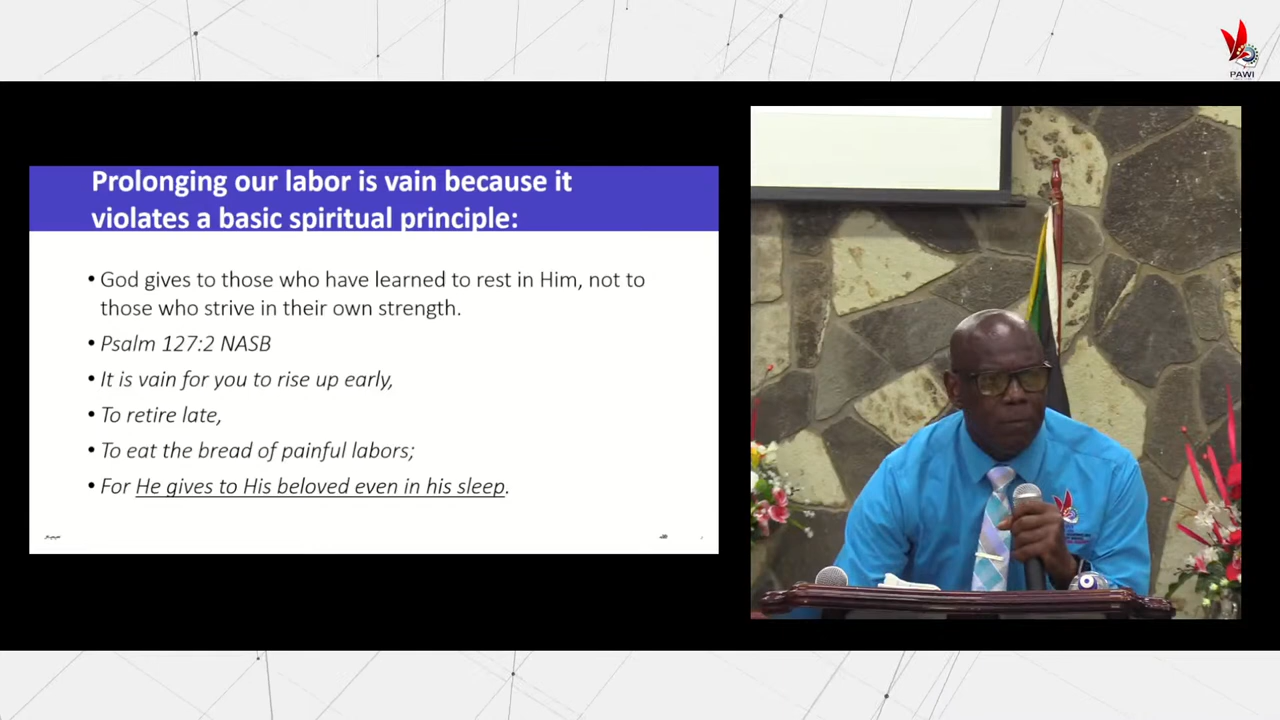 PAWI
Prolonging our labor is vain because it
violates a basic spiritual principle:
• God gives to those who have learned to rest in Him, not to
those who strive in their own strength.
• Psalm 127:2 NASB
• It is vain for you to rise up early,
• To retire late,
• To eat the bread of painful labors;
• For He gives to His beloved even in his sleep.